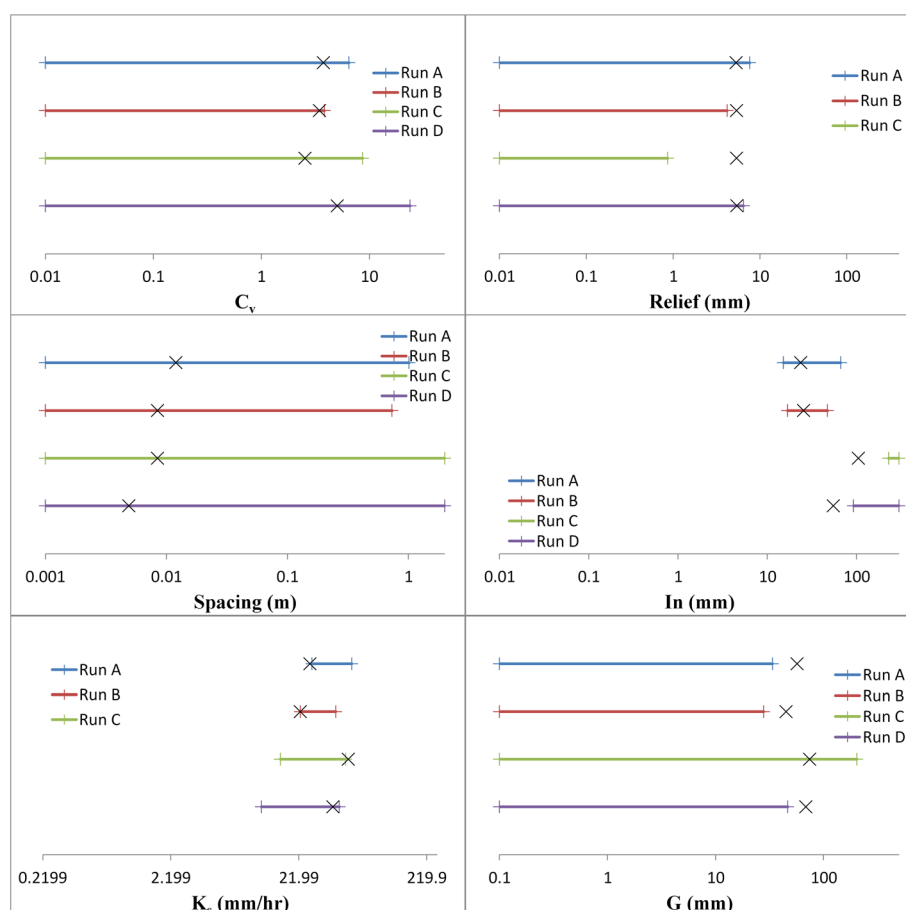 Run A
Run B
Run C
Run D
0.01 0.1 1 10
Cv
Run A
Run B
Run C
0.01 0.1 1 10 100
Relief (mm)
Run A
Run B
Run C
Run D
0.001 0.01 0.1 1
Spacing (m)
Run A
Run B
Run C
Run D
0.01 0.1 1 10 100
In (mm)
Run A
Run B
Run C
0.2199 2.199 21.99 219.9
(mm/hr)
Run A
Run B
Run C
Run D
0.1 1 10 100
G (mm)